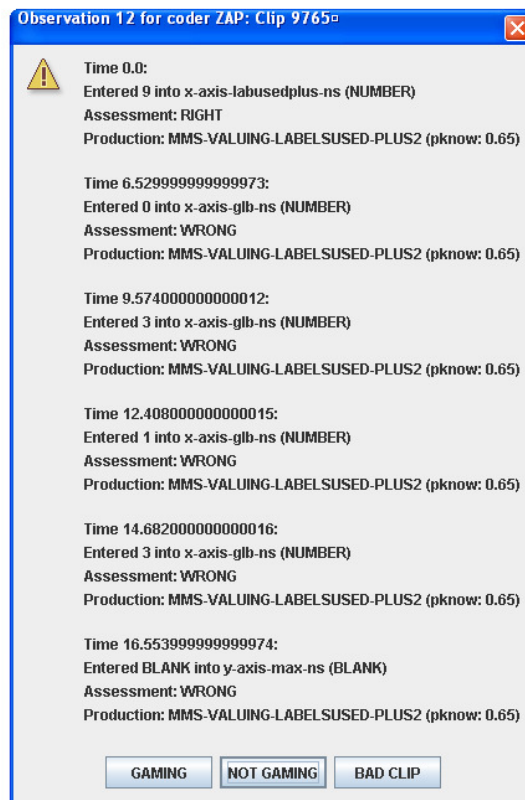 Observation 12 for coder ZAP: Clip 9765¤
Time 0.0:
Entered 9 into x-axis-labusedplus-ns (NUMBER)
Assessment: RIGHT
Production: MMS-VALUING-LABELSUSED-PLUS2 (pknow: 0.65)
Time 6.529999999999973:
Entered 0 into x-axis-glb-ns (NUMBER)
Assessment: WRONG
Production: MMS-VALUING-LABELSUSED-PLUS2 (pknow: 0.65)
Time 9.574000000000012:
Entered 3 into x-axis-glb-ns (NUMBER)
Assessment: WRONG
Production: MMS-VALUING-LABELSUSED-PLUS2 (pknow: 0.65)
Time 12.408000000000015:
Entered 1 into x-axis-glb-ns (NUMBER)
Assessment: WRONG
Production: MMS-VALUING-LABELSUSED-PLUS2 (pknow: 0.65)
Time 14.682000000000016:
Entered 3 into x-axis-glb-ns (NUMBER)
Assessment: WRONG
Production: MMS-VALUING-LABELSUSED-PLUS2 (pknow: 0.65)
Time 16.553999999999974:
Entered BLANK into y-axis-max-ns (BLANK)
Assessment: WRONG
Production: MMS-VALUING-LABELSUSED-PLUS2 (pknow: 0.65)
GAMING NOT GAMING BAD CLIP